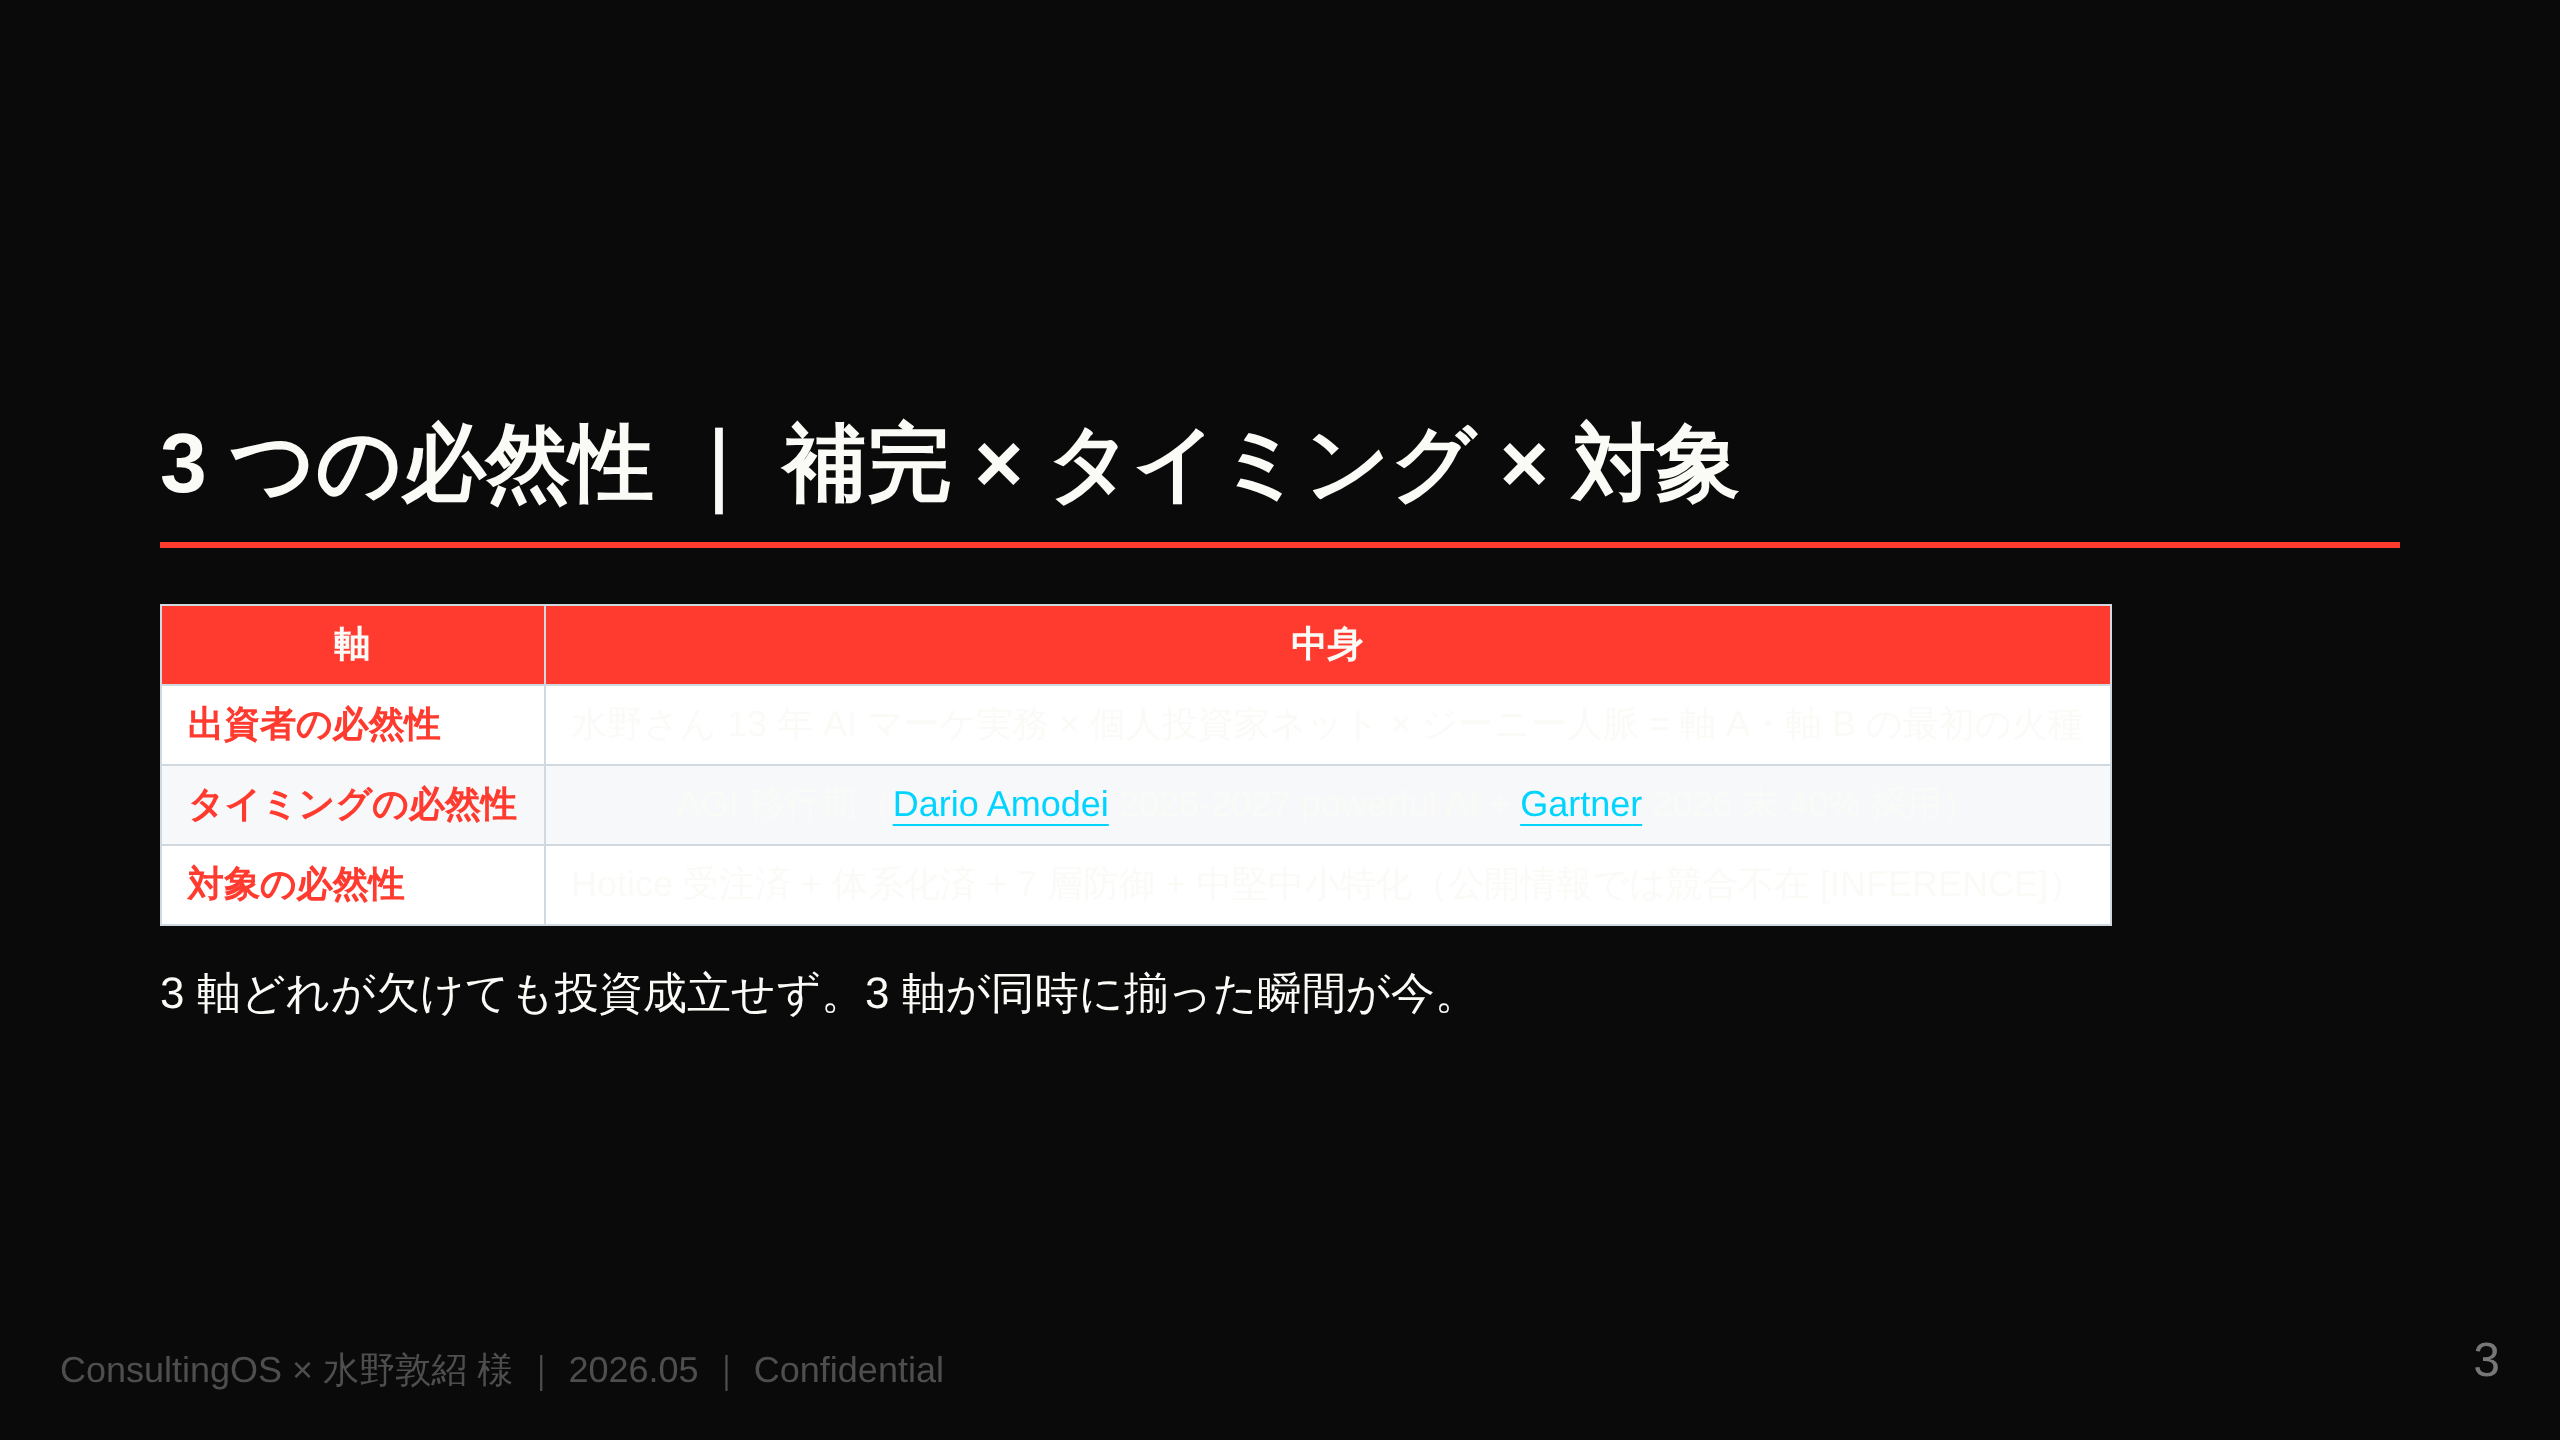 3 つの必然性 ｜ 補完 × タイミング × 対象
軸 中身
出資者の必然性 水野さん 13 年 AI マーケ実務 × 個人投資家ネット × ジーニー人脈 = 軸 A・軸 B の最初の火種
タイミングの必然性 Dario Amodei Gartner
対象の必然性 Hotice 受注済 + 体系化済 + 7 層防御 + 中堅中小特化（公開情報では競合不在 [INFERENCE]）
3 軸どれが欠けても投資成立せず。3 軸が同時に揃った瞬間が今。
ConsultingOS × 水野敦紹 様 ｜ 2026.05 ｜ Confidential
3